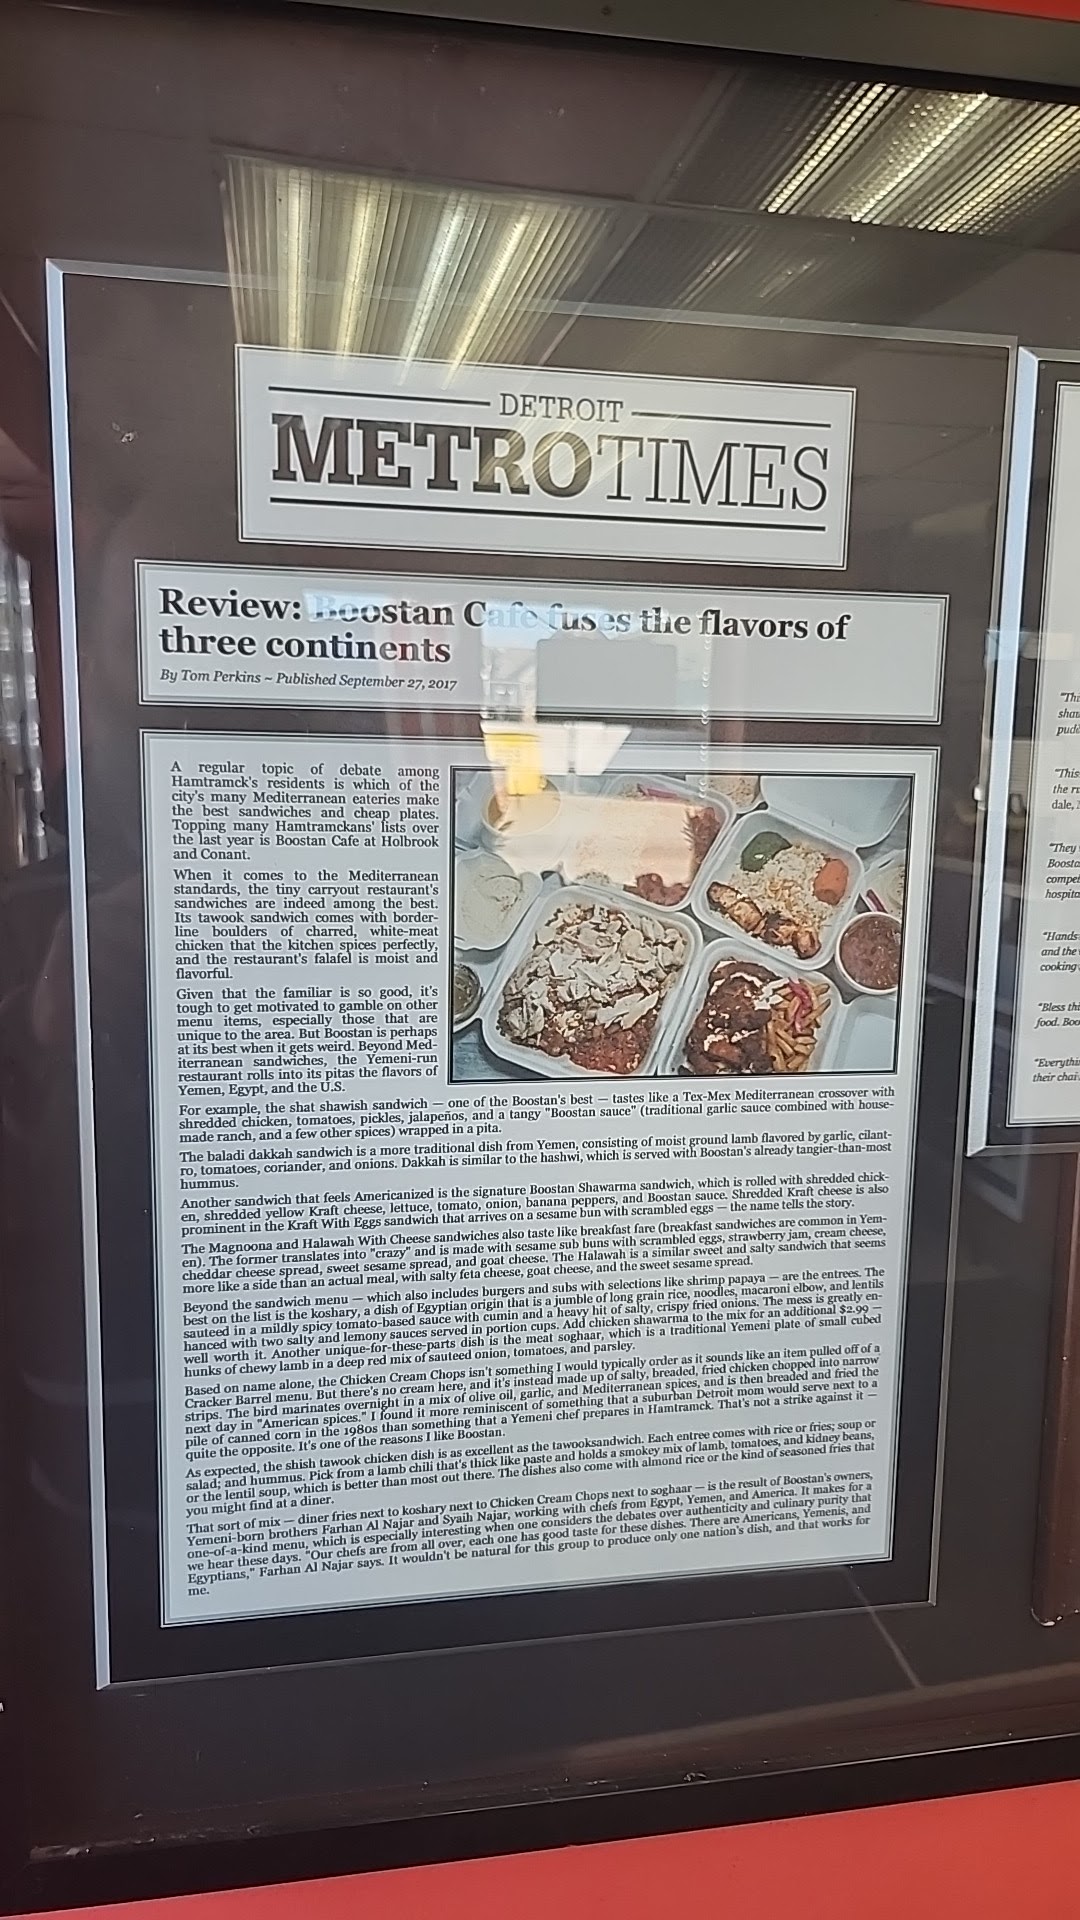 DETROIT
METROTIMES
Review: Boostan Cafe fuses the flavors of
three continents
By Tom Perkins ~ Published September 27, 2017
A regular topic of debate among
Hamtramck's residents is which of the
city's many Mediterranean eateries make
the best sandwiches and cheap plates.
Topping many Hamtramckans' lists over
the last year is Boostan Cafe at Holbrook
and Conant.
When it comes to the Mediterranean
standards, the tiny carryout restaurant's
sandwiches are indeed among the best.
Its tawook sandwich comes with border-
line boulders of charred, white-meat
chicken that the kitchen spices perfectly,
and the restaurant's falafel is moist and
flavorful.
Given that the familiar is so good, it's
tough to get motivated to gamble on other
menu items, especially those that are
unique to the area. But Boostan is perhaps
at its best when it gets weird. Beyond Med-
iterranean sandwiches, the Yemeni-run
restaurant rolls into its pitas the flavors of
Yemen, Egypt, and the U.S.
For example, the shat shawish sandwich — one of the Boostan's best — tastes like a Tex-Mex Mediterranean crossover with
shredded chicken, tomatoes, pickles, jalapeños, and a tangy "Boostan sauce" (traditional garlic sauce combined with house-
made ranch, and a few other spices) wrapped in a pita.
The baladi dakkah sandwich is a more traditional dish from Yemen, consisting of moist ground lamb flavored by garlic, cilant-
ro, tomatoes, coriander, and onions. Dakkah is similar to the hashwi, which is served with Boostan's already tangier-than-most
hummus.
Another sandwich that feels Americanized is the signature Boostan Shawarma sandwich, which is rolled with shredded chick-
en, shredded yellow Kraft cheese, lettuce, tomato, onion, banana peppers, and Boostan sauce. Shredded Kraft cheese is also
prominent in the Kraft With Eggs sandwich that arrives on a sesame bun with scrambled eggs — the name tells the story.
The Magnoona and Halawah With Cheese sandwiches also taste like breakfast fare (breakfast sandwiches are common in Yem-
en). The former translates into "crazy" and is made with sesame sub buns with scrambled eggs, strawberry jam, cream cheese,
cheddar cheese spread, sweet sesame spread, and goat cheese. The Halawah is a similar sweet and salty sandwich that seems
more like a side than an actual meal, with salty feta cheese, goat cheese, and the sweet sesame spread.
Beyond the sandwich menu — which also includes burgers and subs with selections like shrimp papaya — are the entrees. The
best on the list is the koshary, a dish of Egyptian origin that is a jumble of long grain rice, noodles, macaroni elbow, and lentils
sauteed in a mildly spicy tomato-based sauce with cumin and a heavy hit of salty, crispy fried onions. The mess is greatly en-
hanced with two salty and lemony sauces served in portion cups. Add chicken shawarma to the mix for an additional $2.99 —
well worth it. Another unique-for-these-parts dish is the meat soghaar, which is a traditional Yemeni plate of small cubed
hunks of chewy lamb in a deep red mix of sauteed onion, tomatoes, and parsley.
Based on name alone, the Chicken Cream Chops isn't something I would typically order as it sounds like an item pulled off of a
Cracker Barrel menu. But there's no cream here, and it's instead made up of salty, breaded, fried chicken chopped into narrow
strips. The bird marinates overnight in a mix of olive oil, garlic, and Mediterranean spices, and is then breaded and fried the
next day in "American spices." I found it more reminiscent of something that a suburban Detroit mom would serve next to a
pile of canned corn in the 1980s than something that a Yemeni chef prepares in Hamtramck. That's not a strike against it —
quite the opposite. It's one of the reasons I like Boostan.
As expected, the shish tawook chicken dish is as excellent as the tawooksandwich. Each entree comes with rice or fries; soup or
salad; and hummus. Pick from a lamb chili that's thick like paste and holds a smokey mix of lamb, tomatoes, and kidney beans,
or the lentil soup, which is better than most out there. The dishes also come with almond rice or the kind of seasoned fries that
you might find at a diner.
That sort of mix — diner fries next to koshary next to Chicken Cream Chops next to soghaar — is the result of Boostan's owners,
Yemeni-born brothers Farhan Al Najar and Syaih Najar, working with chefs from Egypt, Yemen, and America. It makes for a
one-of-a-kind menu, which is especially interesting when one considers the debates over authenticity and culinary purity that
we hear these days. "Our chefs are from all over, each one has good taste for these dishes. There are Americans, Yemenis, and
Egyptians," Farhan Al Najar says. It wouldn't be natural for this group to produce only one nation's dish, and that works for
me.
"Thi
shaw
pudd
"This
the r
dale,
"They
Boosta
compe
hospita
"Hands
and the
cooking
"Bless thi
food. Boo
"Everythi
their chai